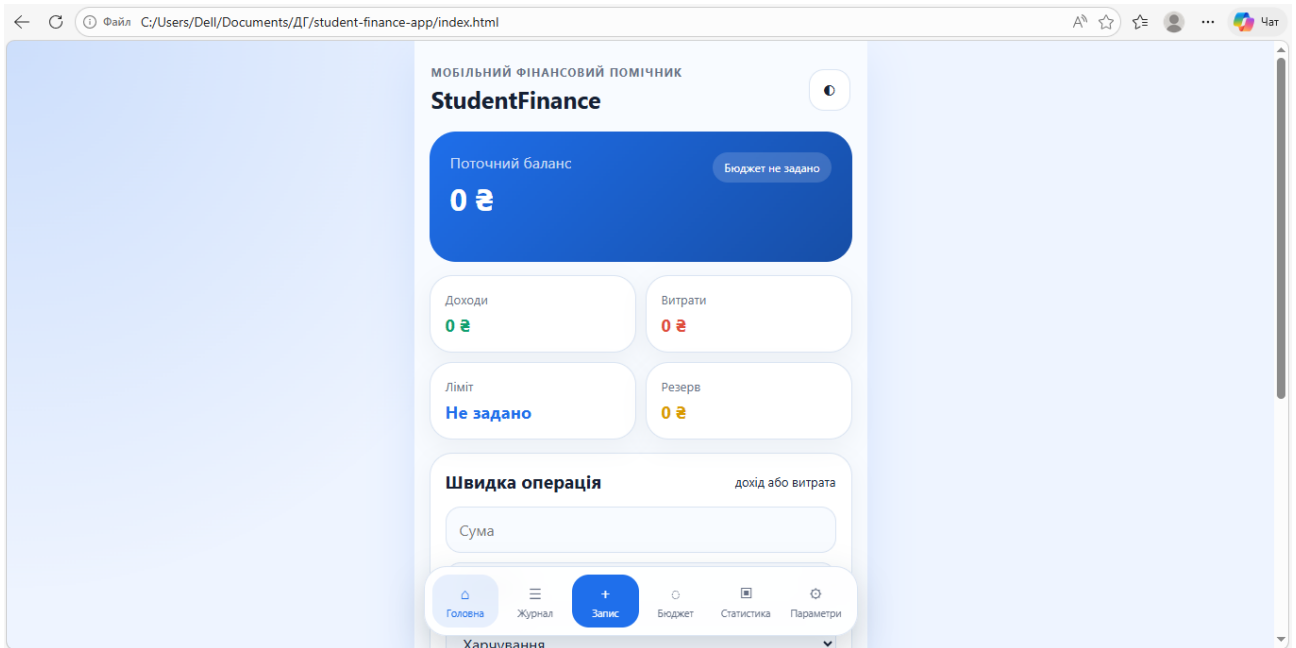 Файл C:/Users/Dell/Documents/ДГ/student-finance-app/index.html
Чат
МОБІЛЬНИЙ ФІНАНСОВИЙ ПОМІЧНИК
StudentFinance
Поточний баланс
Бюджет не задано
0 ₴
Доходи
0 ₴
Витрати
0 ₴
Ліміт
Не задано
Резерв
0 ₴
Швидка операція
дохід або витрата
Сума
Головна
Журнал
+ Запис
Бюджет
Статистика
Параметри
Харчування